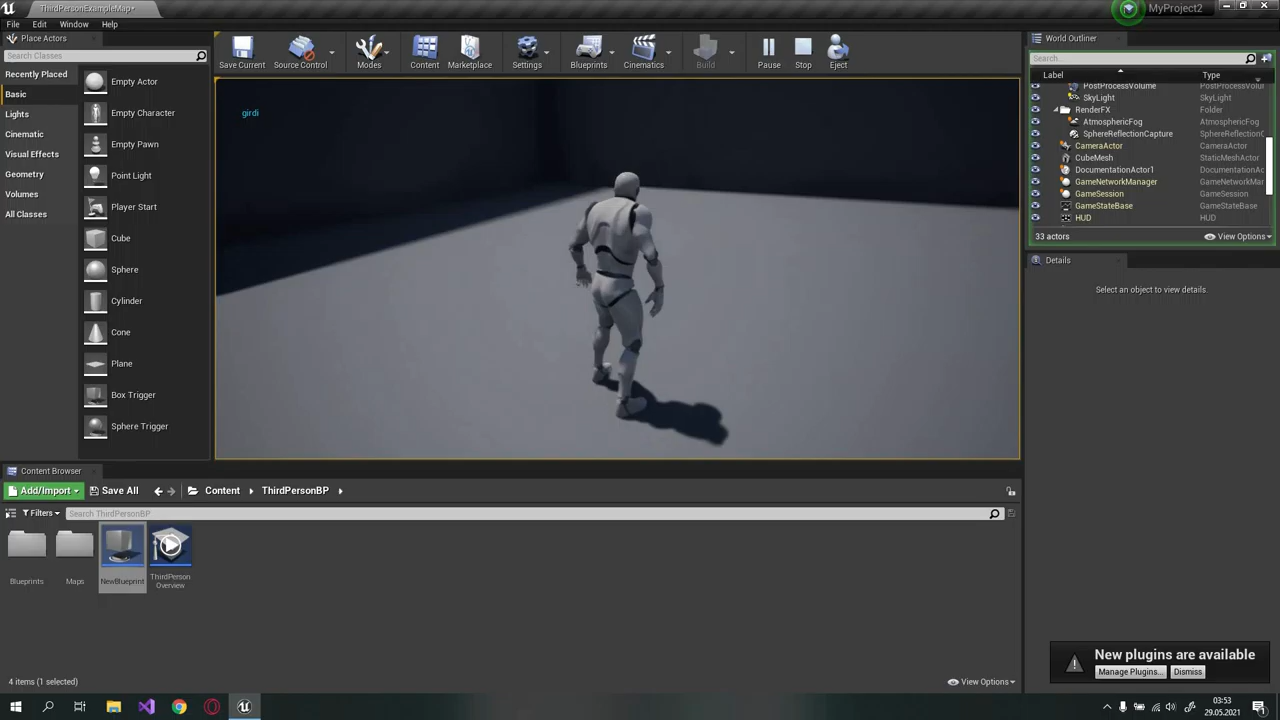 ThirdPersonExampleMap*
MyProject2
File Edit Window Help
Place Actors
Search Classes
Recently Placed
Basic
Lights
Cinematic
Visual Effects
Geometry
Volumes
All Classes
Empty Actor
Empty Character
Empty Pawn
Point Light
Player Start
Cube
Sphere
Cylinder
Cone
Plane
Box Trigger
Sphere Trigger
Save Current
Source Control
Modes
Content
Marketplace
Settings
Blueprints
Cinematics
Build
Pause
Stop
Eject
girdi
World Outliner
Search...
Label Type
PostProcessVolume PostProcessVolu
SkyLight SkyLight
RenderFX Folder
AtmosphericFog AtmosphericFog
SphereReflectionCapture SphereReflectionC
CameraActor CameraActor
CubeMesh StaticMeshActor
DocumentationActor1 DocumentationAc
GameNetworkManager GameNetworkMar
GameSession GameSession
GameStateBase GameStateBase
HUD HUD
33 actors View Options
Details
Select an object to view details.
Content Browser
Add/Import Save All Content ThirdPersonBP
Filters Search ThirdPersonBP
Blueprints
Maps
NewBlueprint
ThirdPerson
Overview
4 items (1 selected) View Options
New plugins are available
Manage Plugins... Dismiss
03:53
29.05.2021